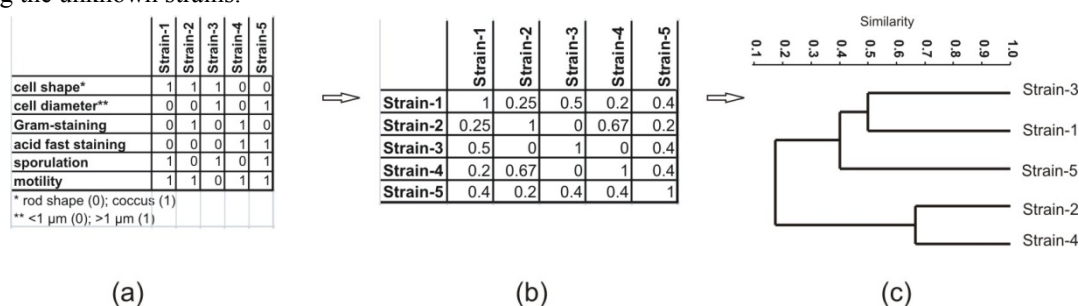 the unknown strains.
Strain-1 Strain-2 Strain-3 Strain-4 Strain-5
cell shape* 1 1 1 0 0
cell diameter** 0 0 1 0 1
Gram-staining 0 1 0 1 0
acid fast staining 0 0 0 1 1
sporulation 1 0 1 0 1
motility 1 1 0 1 1
* rod shape (0); coccus (1)
** <1 µm (0); >1 µm (1)
(a)
Strain-1 Strain-2 Strain-3 Strain-4 Strain-5
Strain-1 1 0.25 0.5 0.2 0.4
Strain-2 0.25 1 0 0.67 0.2
Strain-3 0.5 0 1 0 0.4
Strain-4 0.2 0.67 0 1 0.4
Strain-5 0.4 0.2 0.4 0.4 1
(b)
Similarity
0.1 0.2 0.3 0.4 0.5 0.6 0.7 0.8 0.9 1.0
Strain-3
Strain-1
Strain-5
Strain-2
Strain-4
(c)